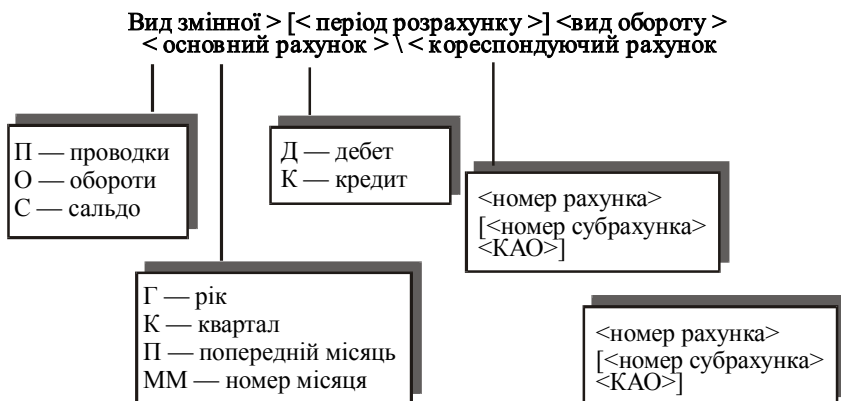 Вид змінної > [< період розрахунку >] <вид обороту >
< основний рахунок > \ < кореспондуючий рахунок
П — проводки
О — обороти
С — сальдо
Д — дебет
К — кредит
<номер рахунка>
[<номер субрахунка>
<КАО>]
Г — рік
К — квартал
П — попередній місяць
ММ — номер місяця
<номер рахунка>
[<номер субрахунка>
<КАО>]